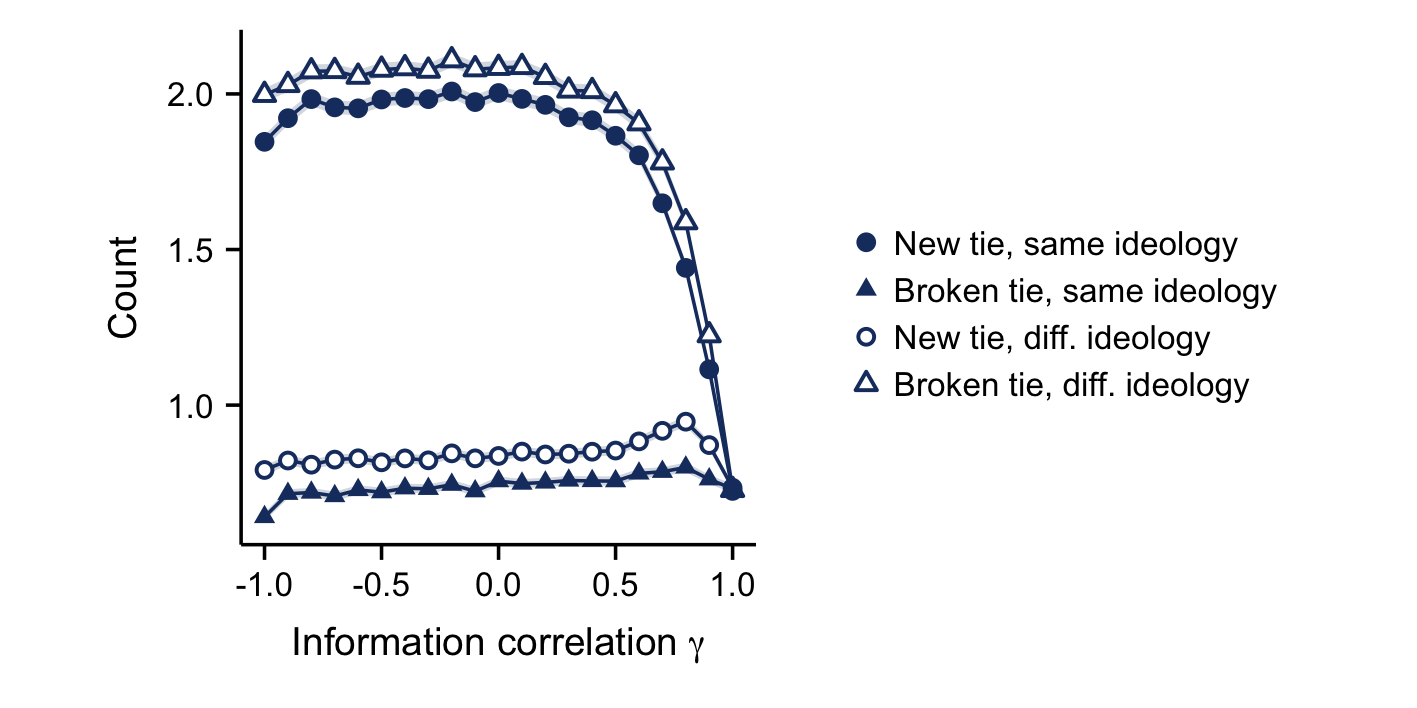 Count
2.0
1.5
1.0
-1.0 -0.5 0.0 0.5 1.0
Information correlation γ
New tie, same ideology
Broken tie, same ideology
New tie, diff. ideology
Broken tie, diff. ideology